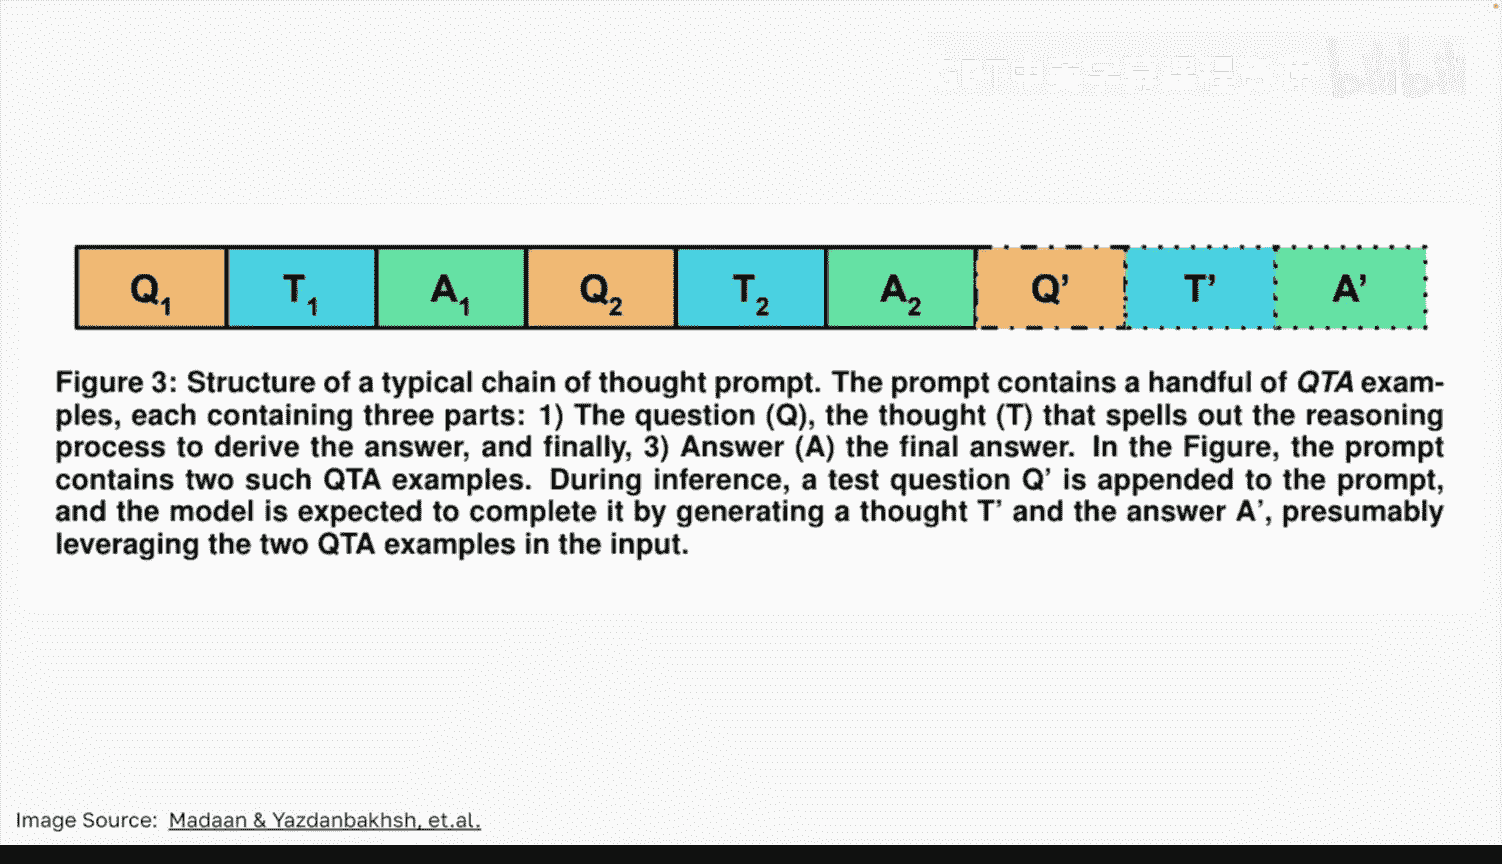 Q1 T1 A1 Q2 T2 A2 Q’ T’ A’
Figure 3: Structure of a typical chain of thought prompt. The prompt contains a handful of QTA exam-
ples, each containing three parts: 1) The question (Q), the thought (T) that spells out the reasoning
process to derive the answer, and finally, 3) Answer (A) the final answer. In the Figure, the prompt
contains two such QTA examples. During inference, a test question Q’ is appended to the prompt,
and the model is expected to complete it by generating a thought T’ and the answer A’, presumably
leveraging the two QTA examples in the input.
Image Source: Madaan & Yazdanbakhsh, et.al.